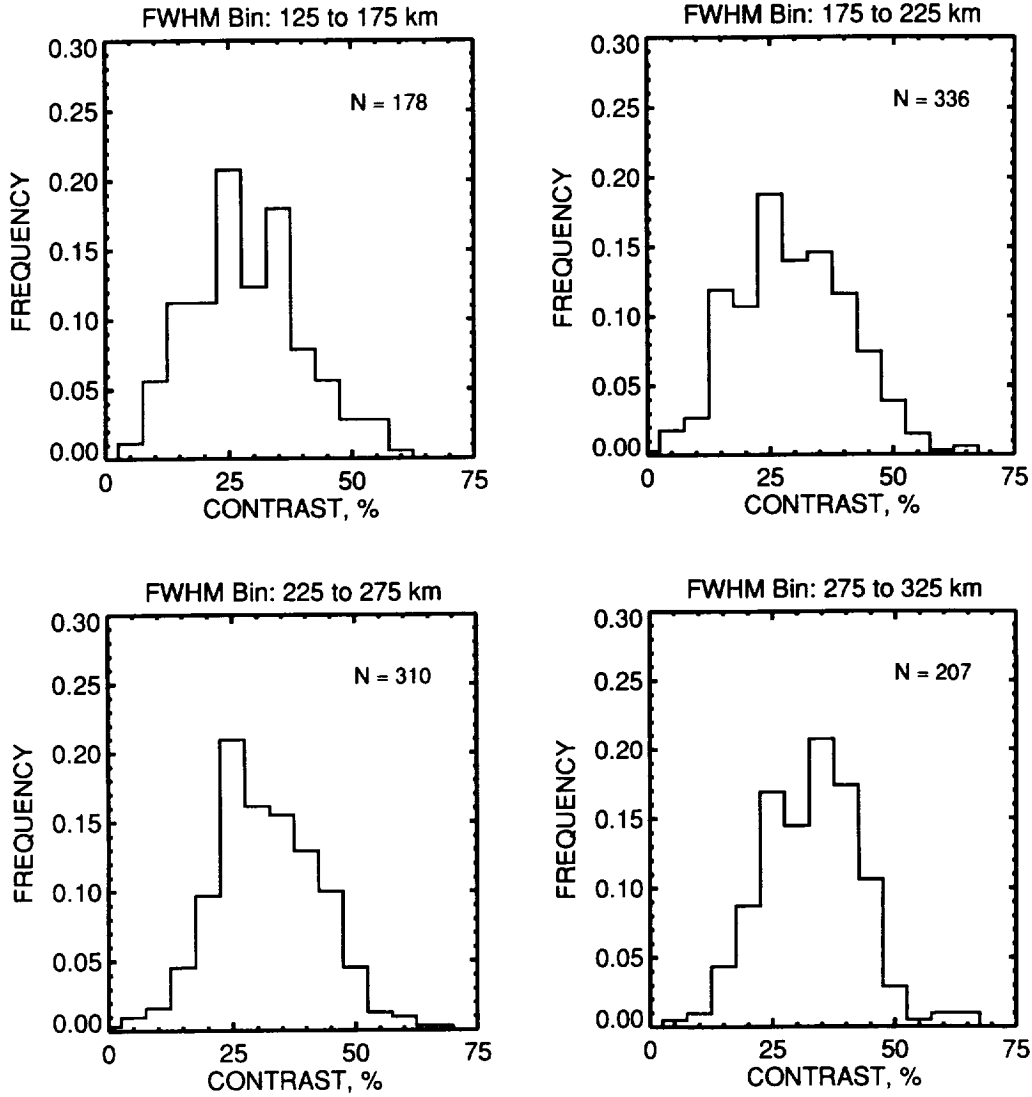 FWHM Bin: 125 to 175 km
0.30
0.25
0.20
0.15
0.10
0.05
0.00
FREQUENCY
N = 178
0 25 50 75
CONTRAST, %
FWHM Bin: 175 to 225 km
0.30
0.25
0.20
0.15
0.10
0.05
0.00
FREQUENCY
N = 336
0 25 50 75
CONTRAST, %
FWHM Bin: 225 to 275 km
0.30
0.25
0.20
0.15
0.10
0.05
0.00
FREQUENCY
N = 310
0 25 50 75
CONTRAST, %
FWHM Bin: 275 to 325 km
0.30
0.25
0.20
0.15
0.10
0.05
0.00
FREQUENCY
N = 207
0 25 50 75
CONTRAST, %